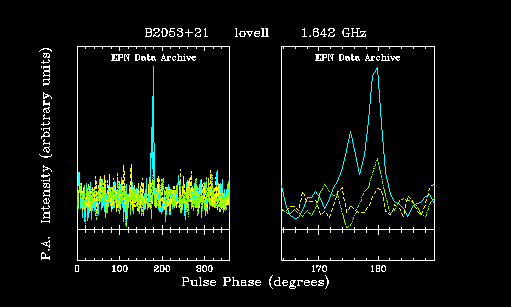 B2053+21 lovell 1.642 GHz
EPN Data Archive EPN Data Archive
P.A. Intensity (arbitrary units)
0 100 200 300 170 180
Pulse Phase (degrees)